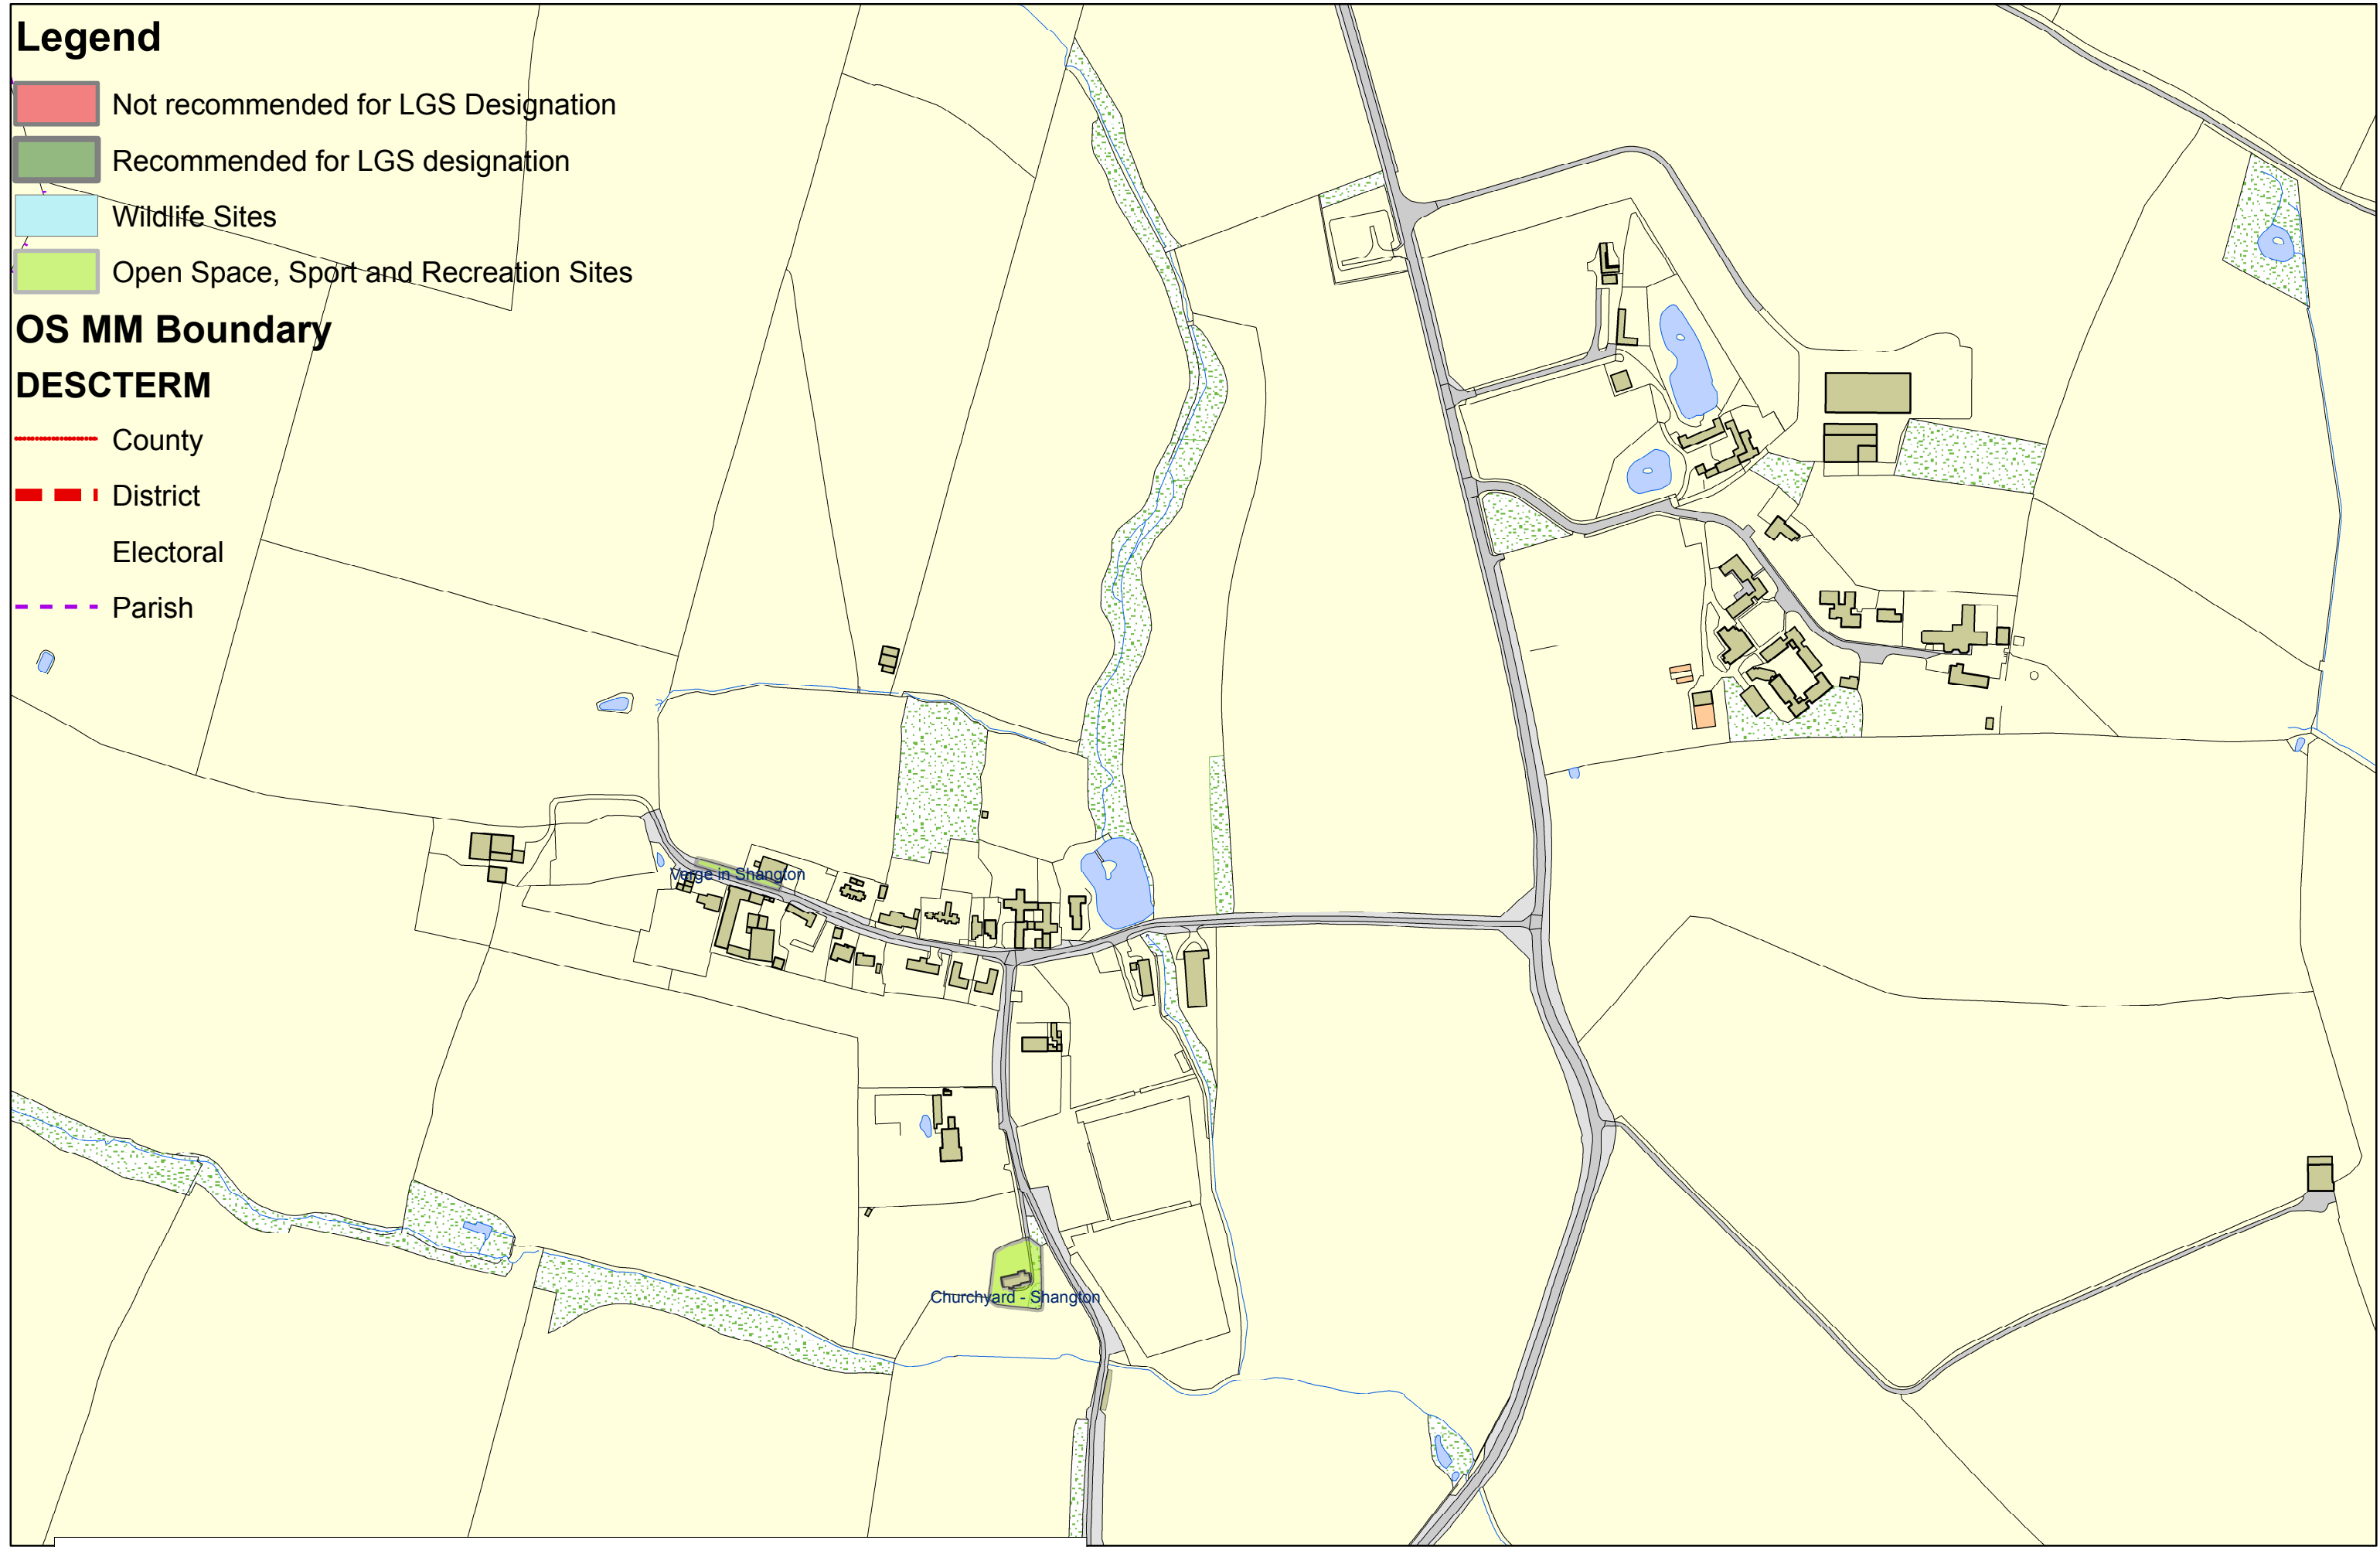 Legend
Not recommended for LGS Designation
Recommended for LGS designation
Wildlife Sites
Open Space, Sport and Recreation Sites
OS MM Boundary
DESCTERM
County
District
Electoral
Parish
Verge in Shangton
Churchyard - Shangton